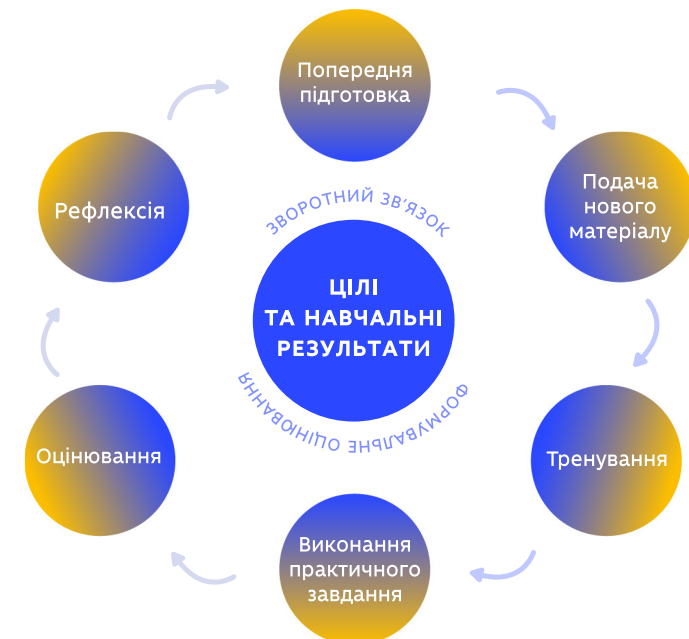 Попередня
підготовка
Подача
нового
матеріалу
Тренування
Виконання
практичного
завдання
Оцінювання
Рефлексія
ЗВОРОТНИЙ ЗВ'ЯЗОК
ЦІЛІ
ТА НАВЧАЛЬНІ
РЕЗУЛЬТАТИ
ФОРМУВАЛЬНЕ ОЦІНЮВАННЯ